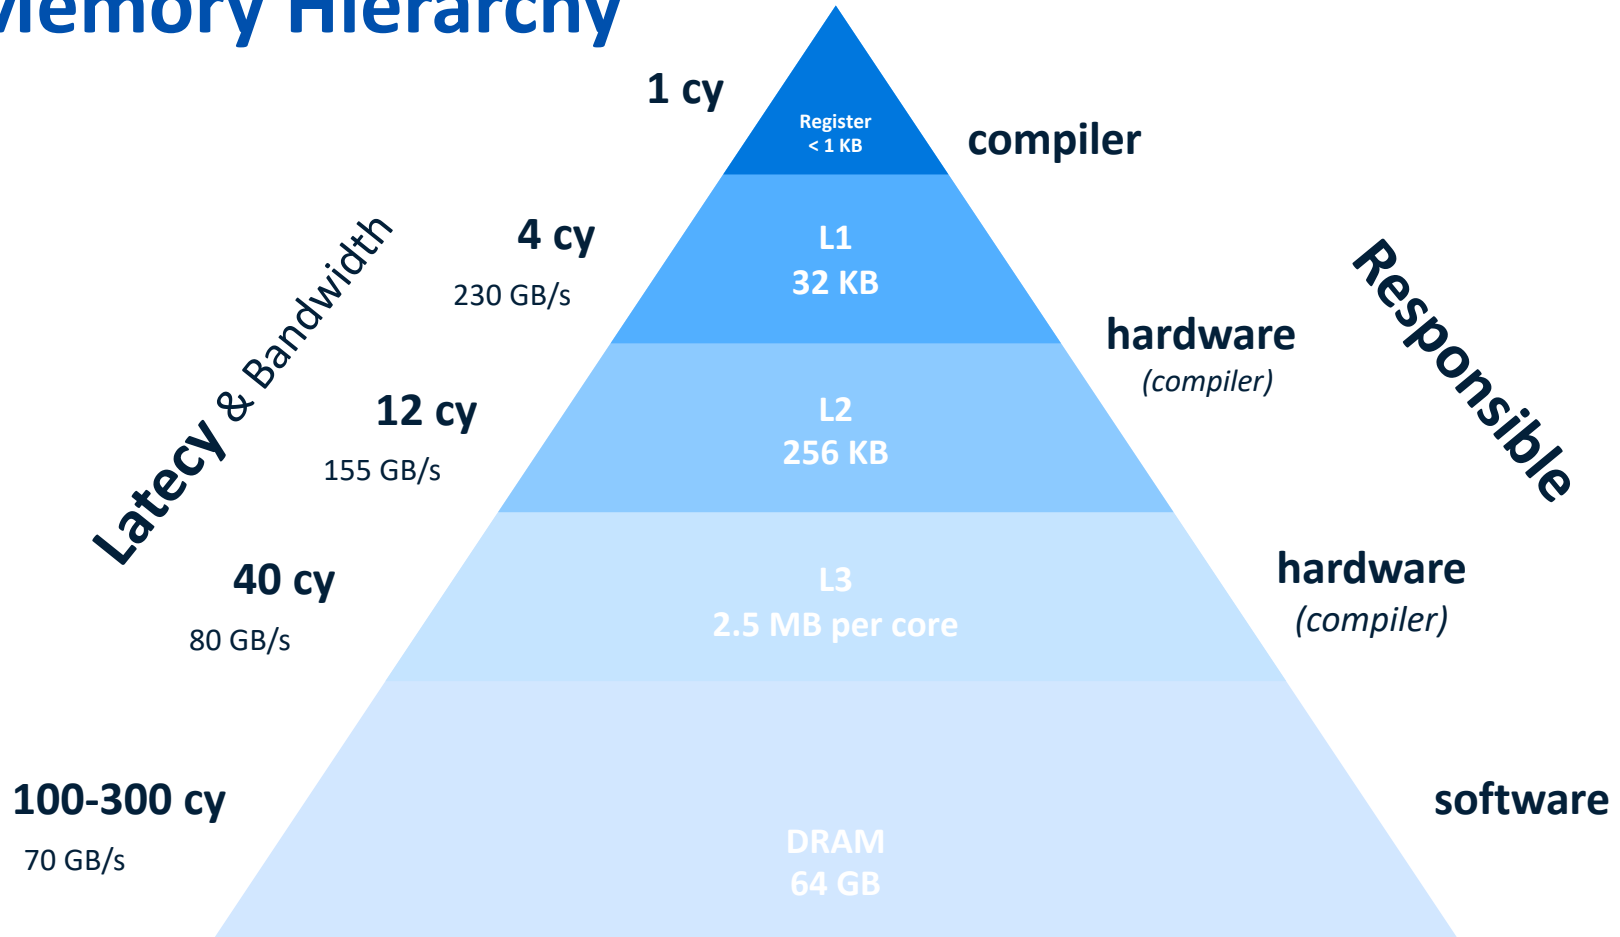 Memory Hierarchy
1 cy
Register
< 1 KB
compiler
4 cy
230 GB/s
L1
32 KB
Latecy & Bandwidth
Responsible
hardware
(compiler)
12 cy
155 GB/s
L2
256 KB
40 cy
80 GB/s
L3
2.5 MB per core
hardware
(compiler)
100-300 cy
70 GB/s
DRAM
64 GB
software